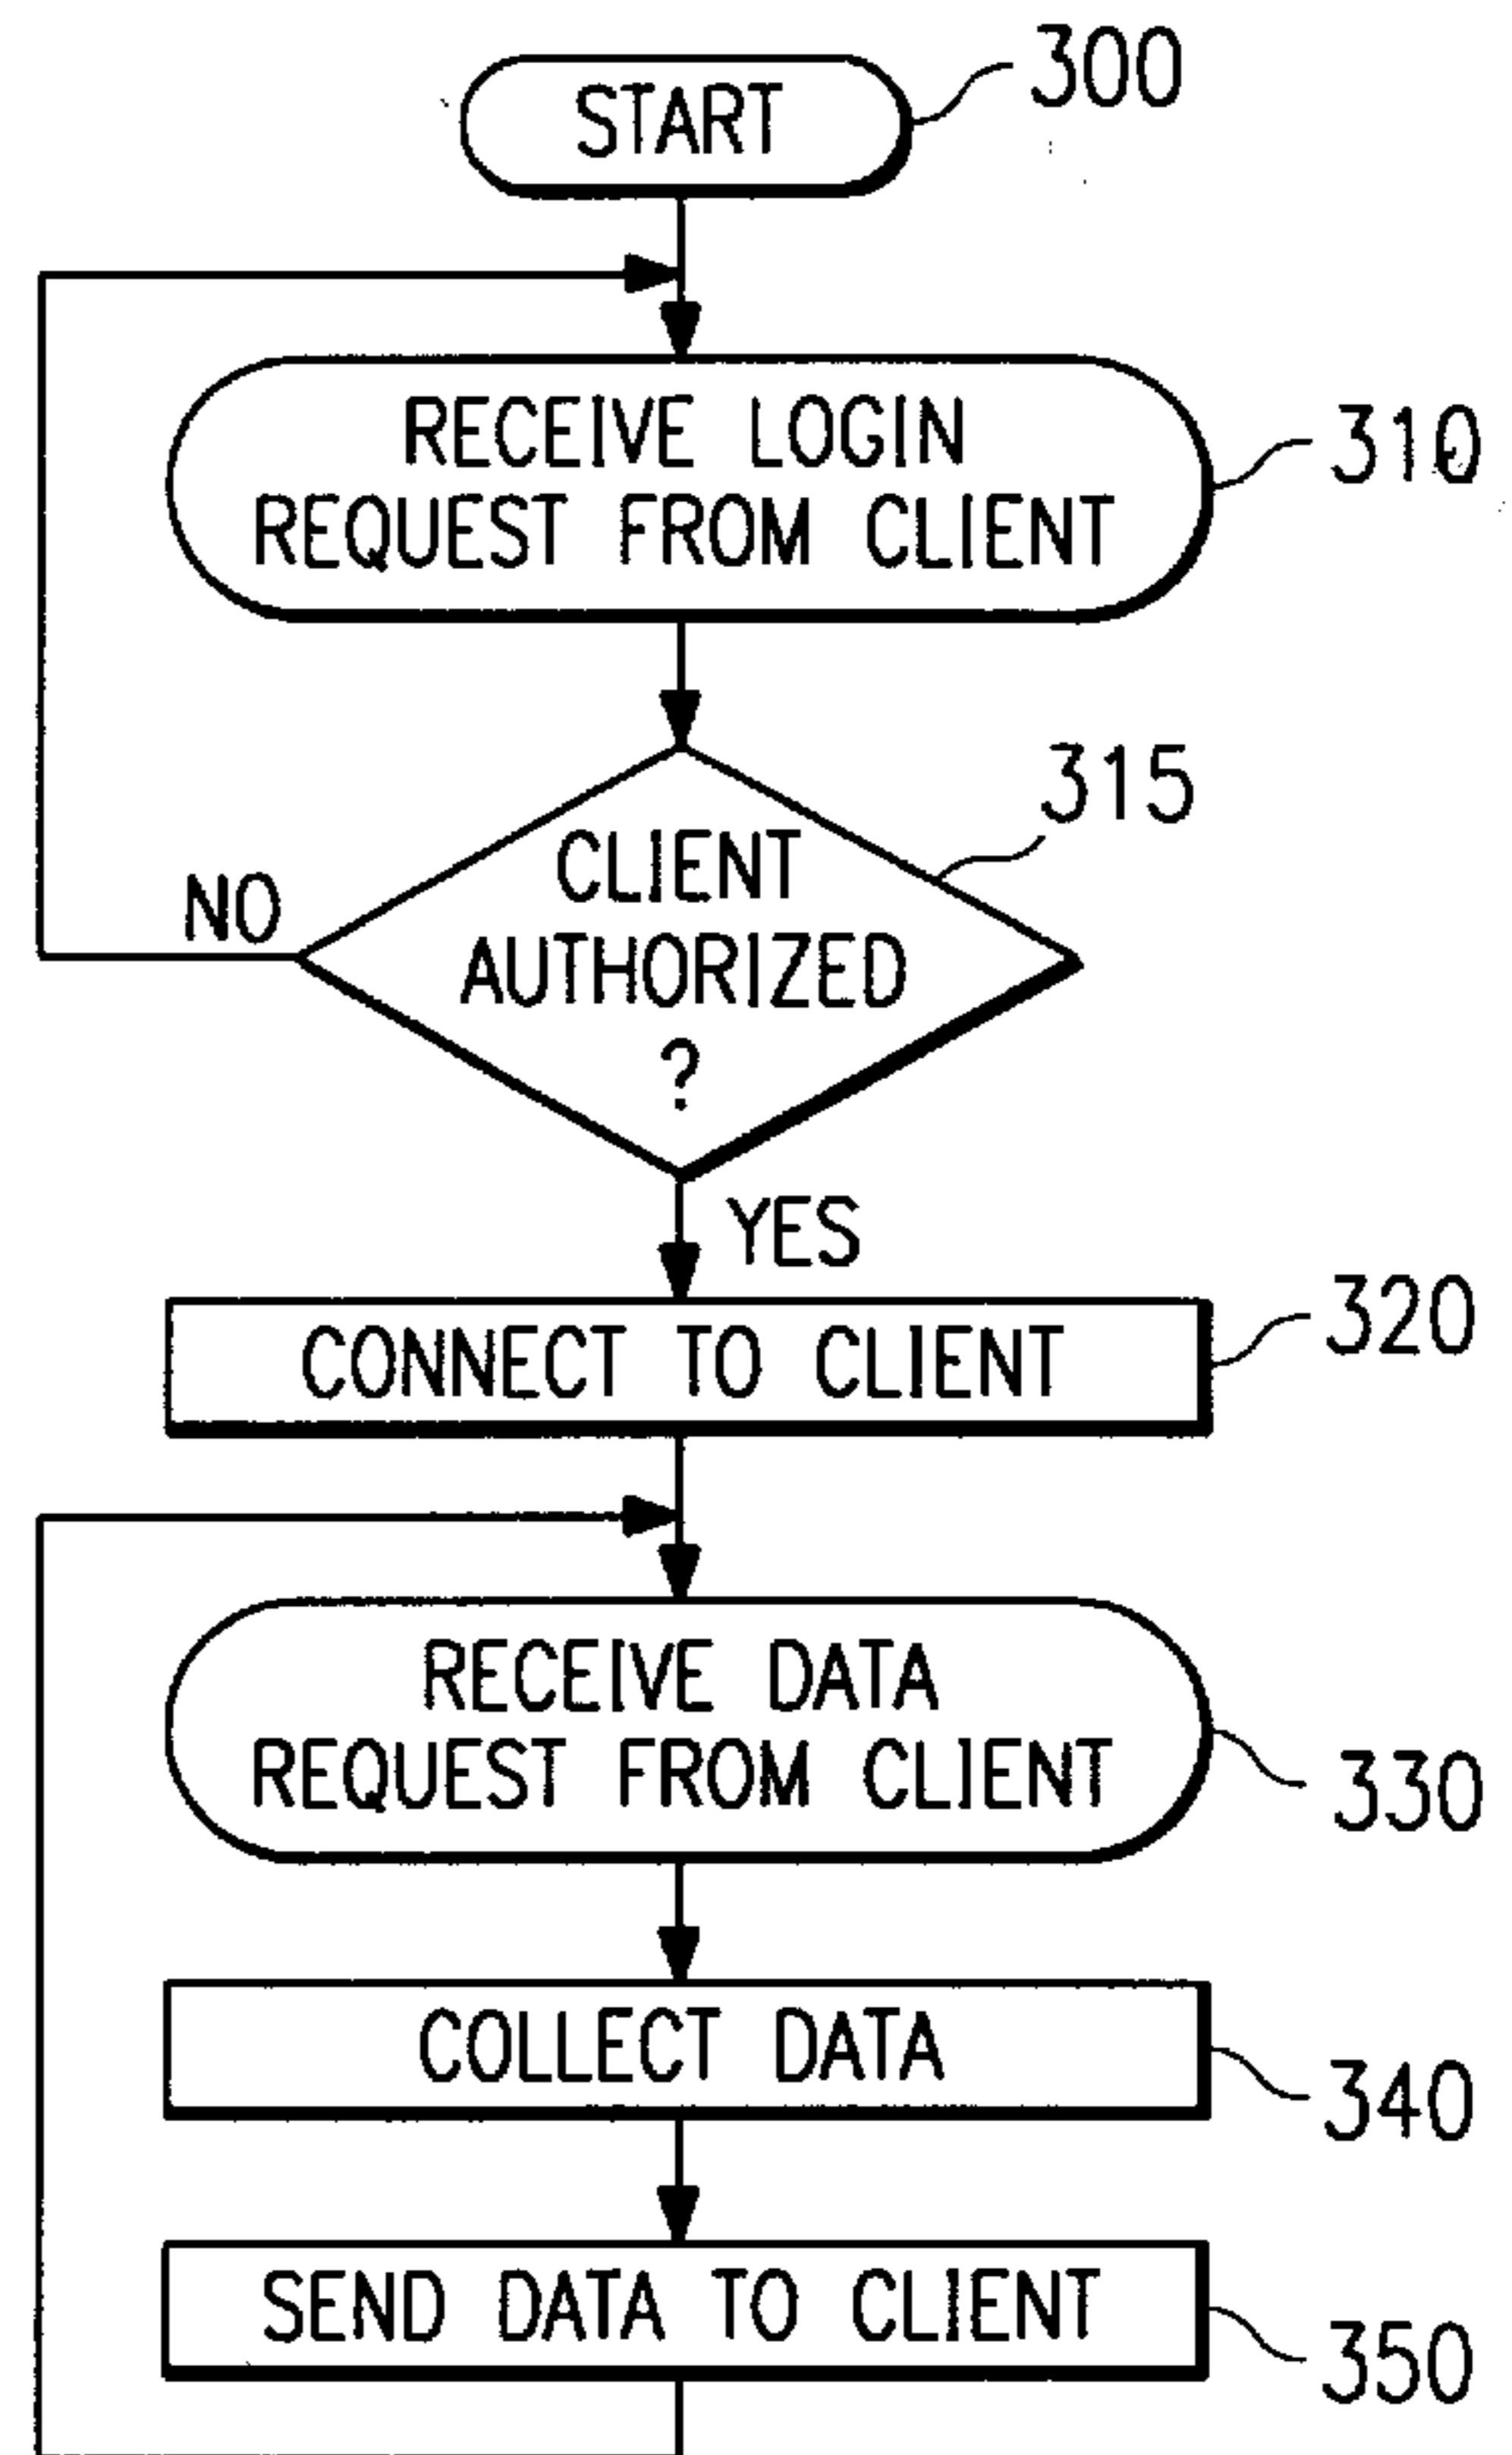 START
300
RECEIVE LOGIN
REQUEST FROM CLIENT
310
315
CLIENT
AUTHORIZED
?
NO
YES
CONNECT TO CLIENT
320
RECEIVE DATA
REQUEST FROM CLIENT
330
COLLECT DATA
340
SEND DATA TO CLIENT
350